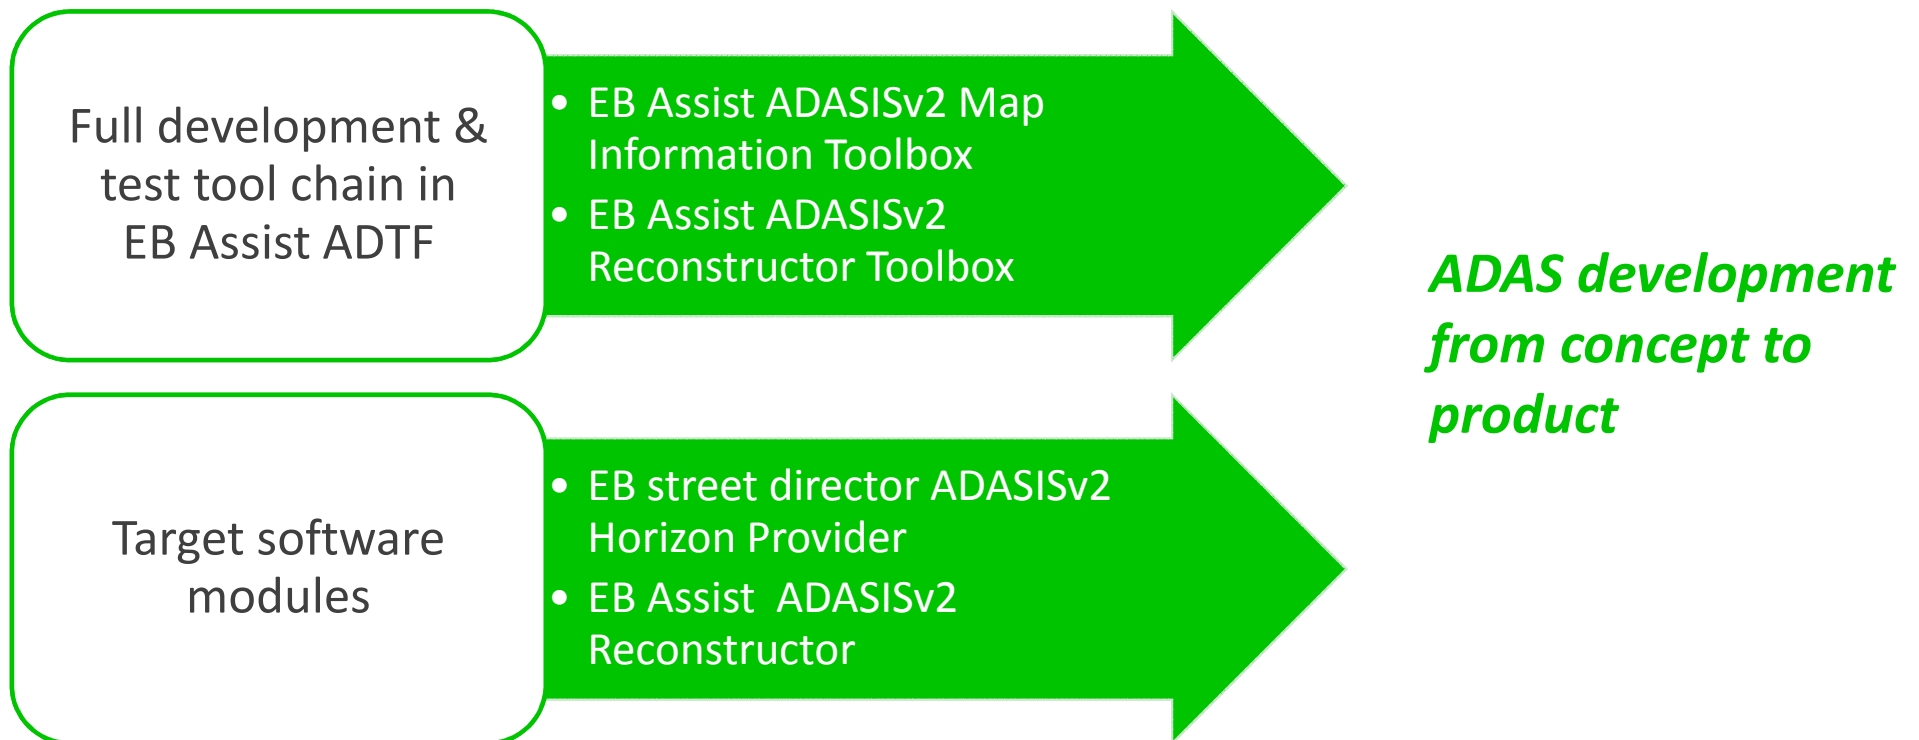 Full development &
test tool chain in
EB Assist ADTF
• EB Assist ADASISv2 Map
Information Toolbox
• EB Assist ADASISv2
Reconstructor Toolbox
Target software
modules
• EB street director ADASISv2
Horizon Provider
• EB Assist  ADASISv2
Reconstructor
ADAS development
from concept to
product